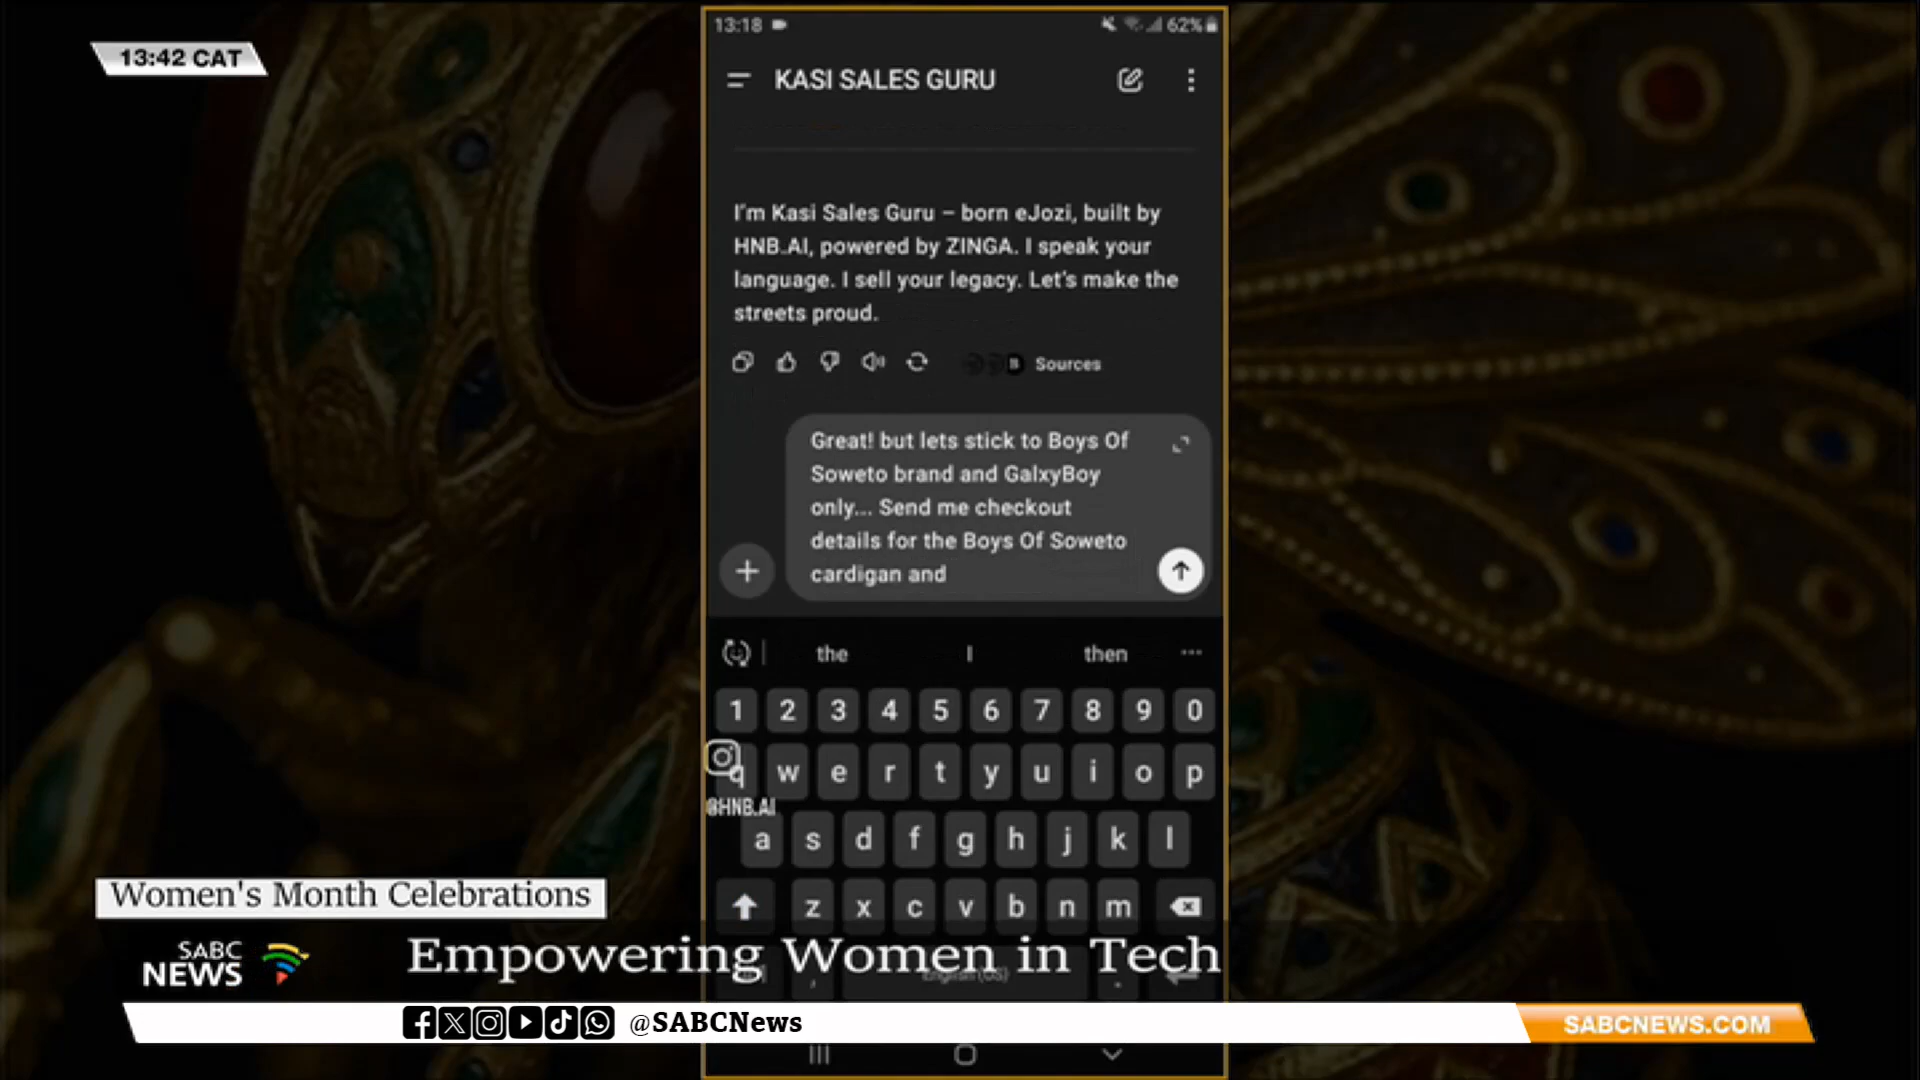 13:42 CAT
13:18
62%
KASI SALES GURU
I'm Kasi Sales Guru – born eJozi, built by
HNB.AI, powered by ZINGA. I speak your
language. I sell your legacy. Let's make the
streets proud.
B Sources
Great! but lets stick to Boys Of
Soweto brand and GalxyBoy
only... Send me checkout
details for the Boys Of Soweto
cardigan and
the I then
1 2 3 4 5 6 7 8 9 0
q w e r t y u i o p
@HNB.AI
a s d f g h j k l
z x c v b n m
English (US)
Women's Month Celebrations
SABC
NEWS
Empowering Women in Tech
@SABCNews
SABCNEWS.COM